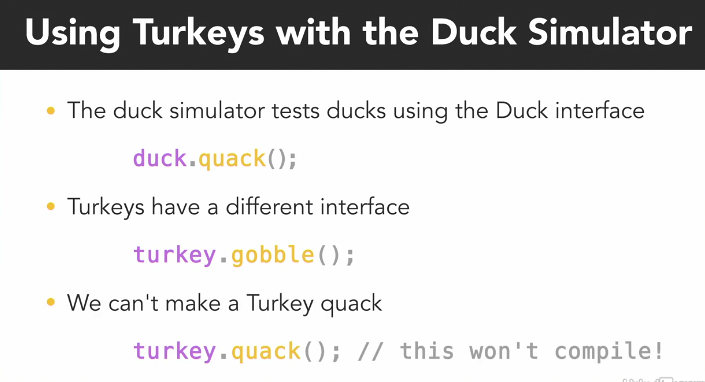 Using Turkeys with the Duck Simulator
• The duck simulator tests ducks using the Duck interface
duck.quack();
• Turkeys have a different interface
turkey.gobble();
• We can't make a Turkey quack
turkey.quack(); // this won't compile!